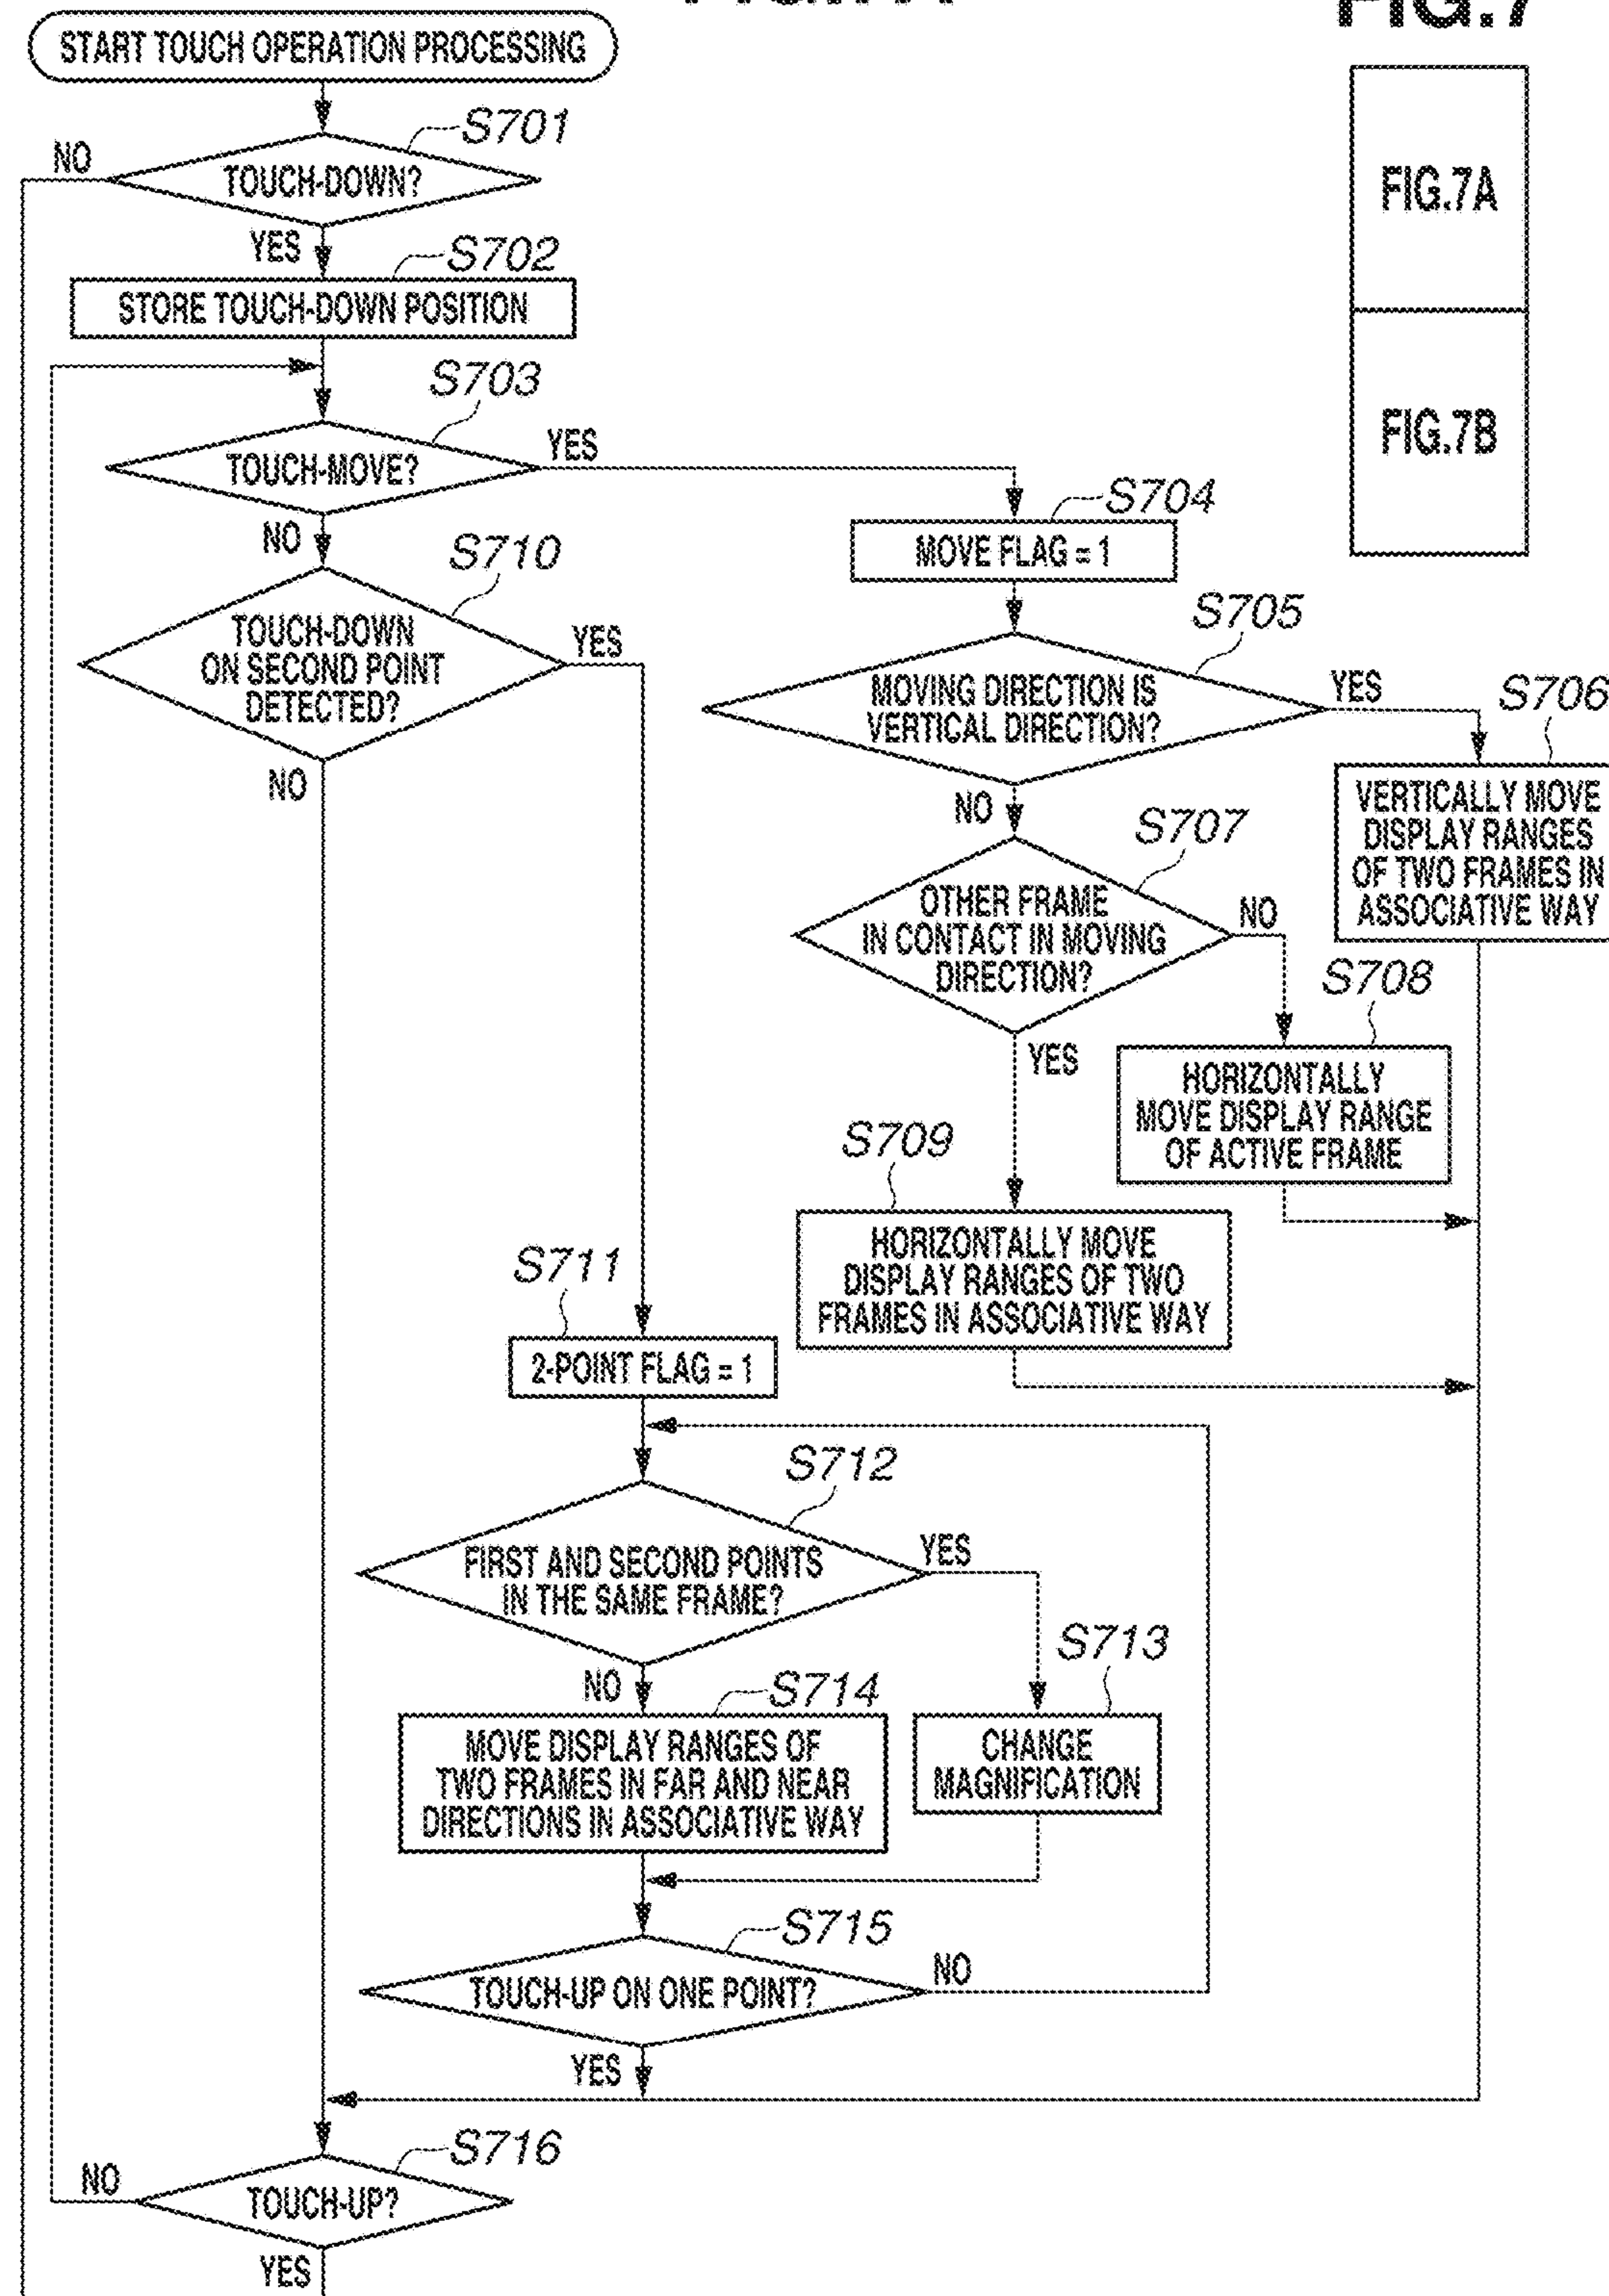 FIG.7
START TOUCH OPERATION PROCESSING
FIG.7A
FIG.7B
S701
NO
TOUCH-DOWN?
YES
S702
STORE TOUCH-DOWN POSITION
S703
TOUCH-MOVE?
YES
NO
S704
MOVE FLAG = 1
S710
TOUCH-DOWN
ON SECOND POINT
DETECTED?
YES
NO
S705
MOVING DIRECTION IS
VERTICAL DIRECTION?
YES
NO
S706
VERTICALLY MOVE
DISPLAY RANGES
OF TWO FRAMES IN
ASSOCIATIVE WAY
S707
OTHER FRAME
IN CONTACT IN MOVING
DIRECTION?
NO
YES
S708
HORIZONTALLY
MOVE DISPLAY RANGE
OF ACTIVE FRAME
S709
HORIZONTALLY MOVE
DISPLAY RANGES OF TWO
FRAMES IN ASSOCIATIVE WAY
S711
2-POINT FLAG = 1
S712
FIRST AND SECOND POINTS
IN THE SAME FRAME?
YES
NO
S713
CHANGE
MAGNIFICATION
S714
MOVE DISPLAY RANGES OF
TWO FRAMES IN FAR AND NEAR
DIRECTIONS IN ASSOCIATIVE WAY
S715
TOUCH-UP ON ONE POINT?
NO
YES
S716
NO
TOUCH-UP?
YES